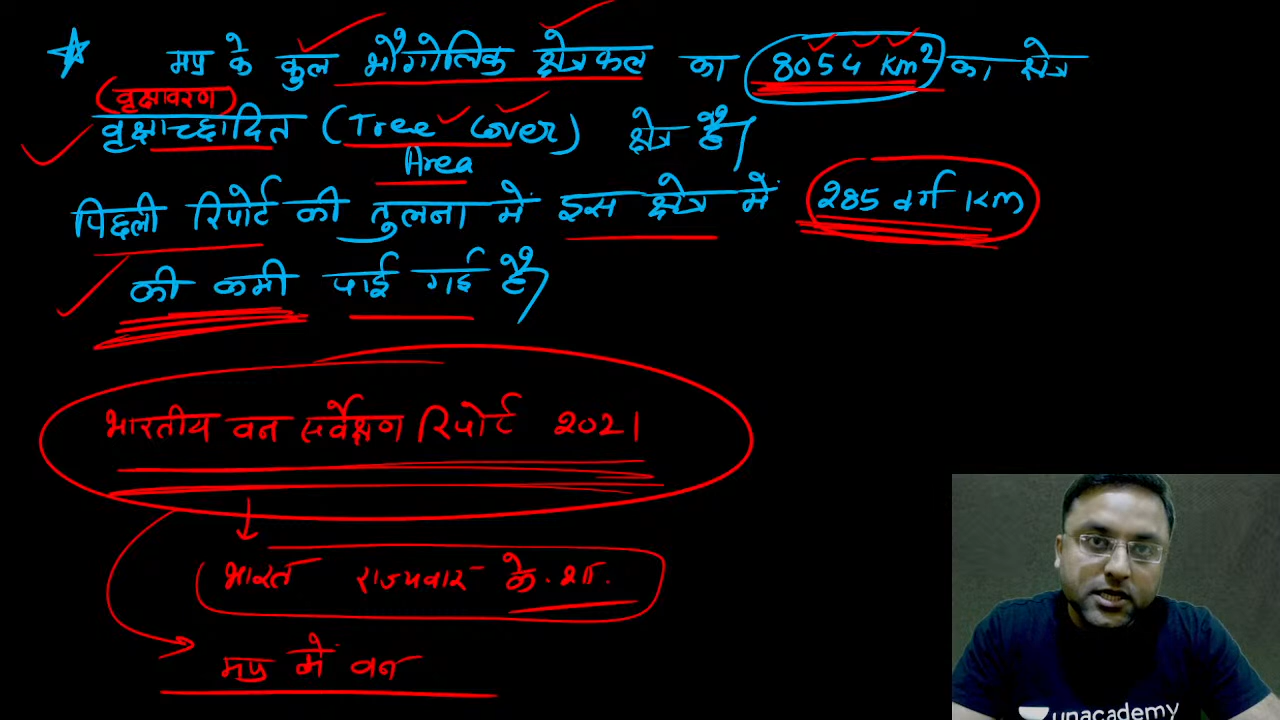 मप्र के कुल भौगोलिक क्षेत्रफल का 8054 Km² का क्षेत्र
(वृक्षावरण)
वृक्षाच्छादित (Tree Cover) क्षेत्र है।
Area
पिछली रिपोर्ट की तुलना में इस क्षेत्र में 285 वर्ग Km
की कमी पाई गई है।
भारतीय वन सर्वेक्षण रिपोर्ट 2021
भारत राज्यवार के.शा.
मप्र में वन
unacademy